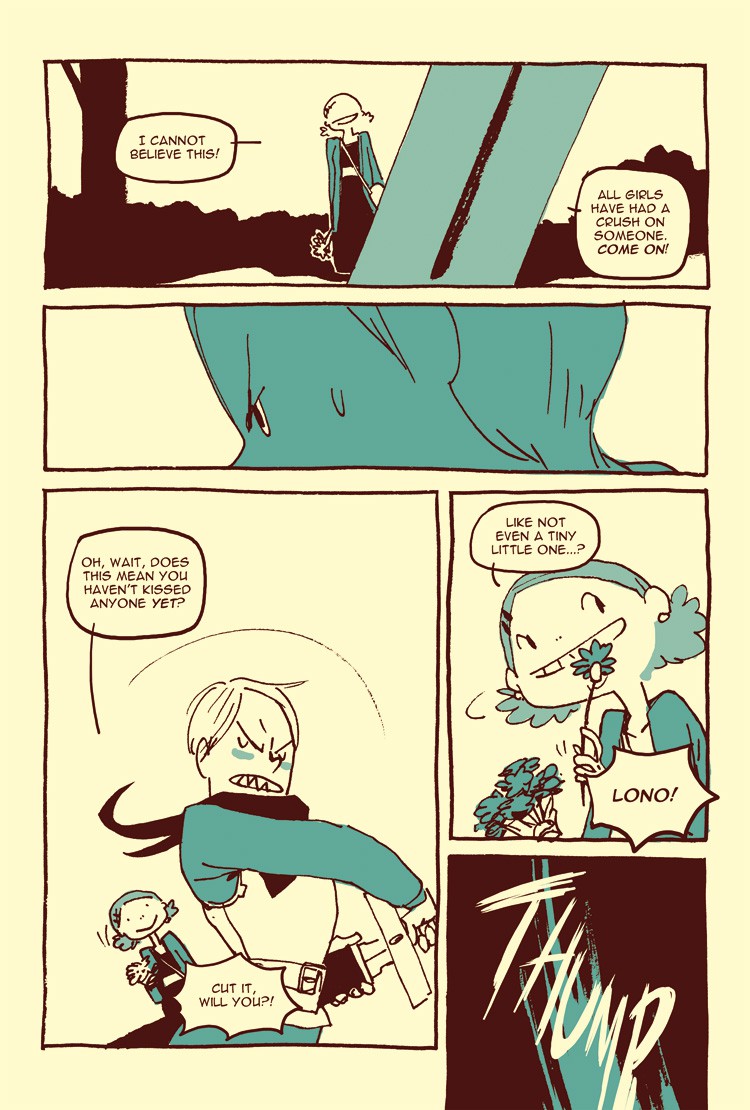 I CANNOT
BELIEVE THIS!
ALL GIRLS
HAVE HAD A
CRUSH ON
SOMEONE.
COME ON!
OH, WAIT, DOES
THIS MEAN YOU
HAVEN'T KISSED
ANYONE YET?
CUT IT,
WILL YOU?!
LIKE NOT
EVEN A TINY
LITTLE ONE...?
LONO!
THUMP